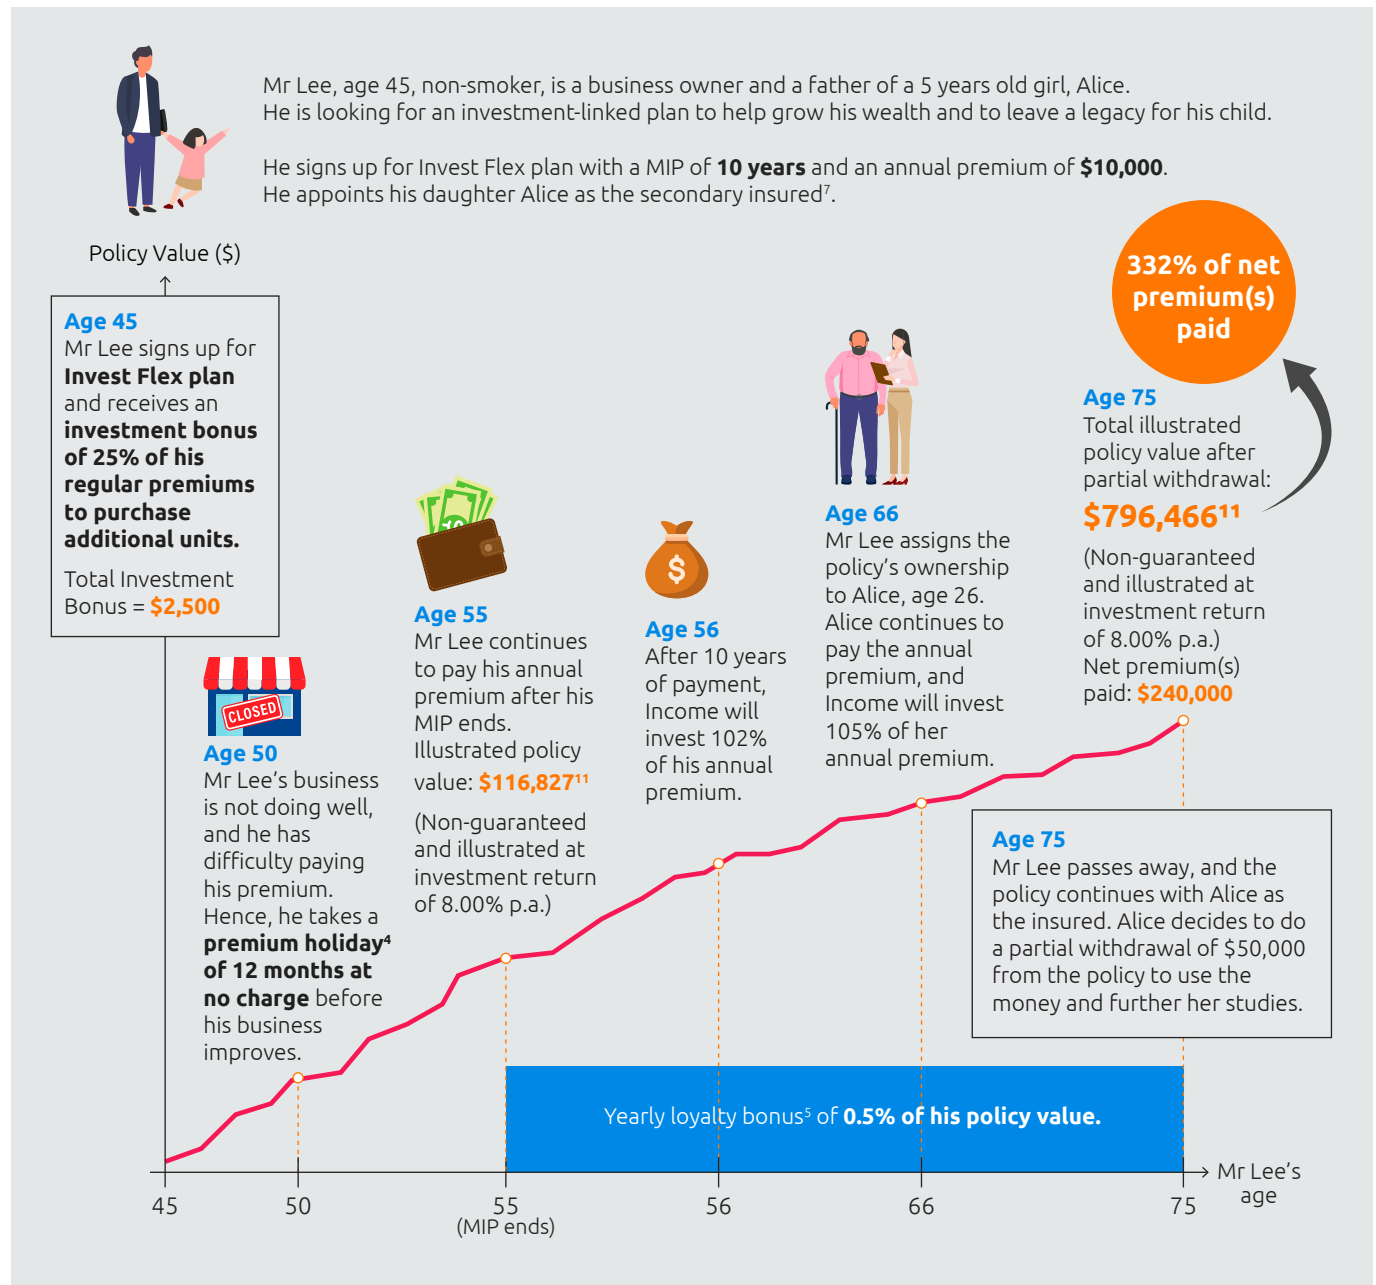 Mr Lee, age 45, non-smoker, is a business owner and a father of a 5 years old girl, Alice.
He is looking for an investment-linked plan to help grow his wealth and to leave a legacy for his child.
He signs up for Invest Flex plan with a MIP of 10 years and an annual premium of $10,000.
He appoints his daughter Alice as the secondary insured⁷.
Policy Value ($)
Age 45
Mr Lee signs up for
Invest Flex plan
and receives an
investment bonus
of 25% of his
regular premiums
to purchase
additional units.
Total Investment
Bonus = $2,500
CLOSED
Age 50
Mr Lee's business
is not doing well,
and he has
difficulty paying
his premium.
Hence, he takes a
premium holiday⁴
of 12 months at
no charge before
his business
improves.
10
Age 55
Mr Lee continues
to pay his annual
premium after his
MIP ends.
Illustrated policy
value: $116,827¹¹
(Non-guaranteed
and illustrated at
investment return
of 8.00% p.a.)
$
Age 56
After 10 years
of payment,
Income will
invest 102%
of his annual
premium.
Age 66
Mr Lee assigns the
policy's ownership
to Alice, age 26.
Alice continues to
pay the annual
premium, and
Income will invest
105% of her
annual premium.
332% of net
premium(s)
paid
Age 75
Total illustrated
policy value after
partial withdrawal:
$796,466¹¹
(Non-guaranteed
and illustrated at
investment return
of 8.00% p.a.)
Net premium(s)
paid: $240,000
Age 75
Mr Lee passes away, and the
policy continues with Alice as
the insured. Alice decides to do
a partial withdrawal of $50,000
from the policy to use the
money and further her studies.
Yearly loyalty bonus⁵ of 0.5% of his policy value.
45
50
55
(MIP ends)
56
66
75
Mr Lee's
age